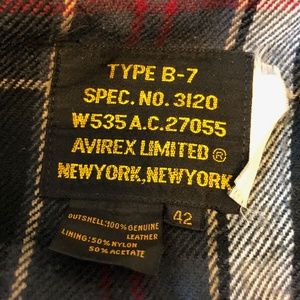 TYPE B-7
SPEC. NO. 3120
W535 A.C. 27055
AVIREX LIMITED ®
NEWYORK, NEWYORK
OUTSHELL: 100% GENUINE
LEATHER
LINING: 50% NYLON
50% ACETATE
42